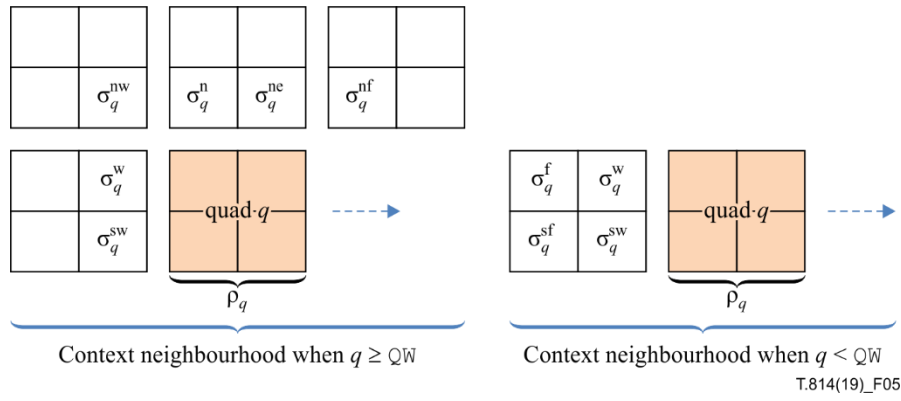 σ_q^nw σ_q^n σ_q^ne σ_q^nf
σ_q^w σ_q^f σ_q^w
quad·q quad·q
σ_q^sw σ_q^sf σ_q^sw
ρ_q ρ_q
Context neighbourhood when q ≥ QW Context neighbourhood when q < QW
T.814(19)_F05